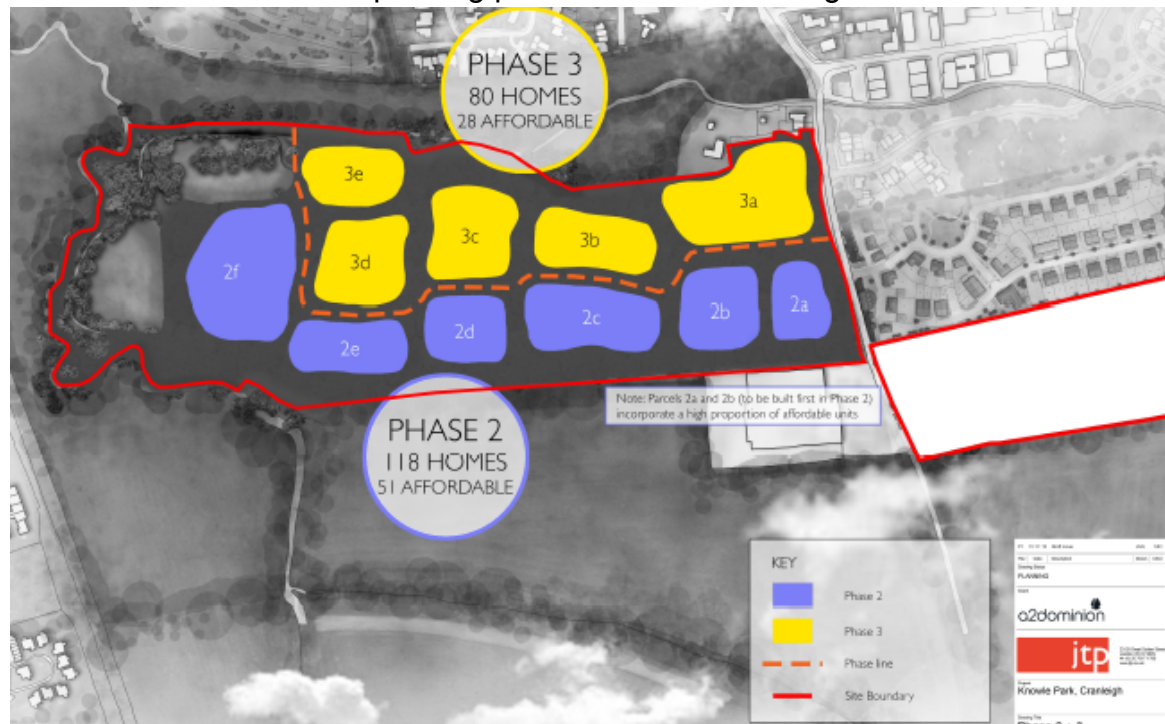 PHASE 3
80 HOMES
28 AFFORDABLE
3e
3a
3c
3b
3d
2f
2b
2a
2c
2d
2e
Note: Parcels 2a and 2b (to be built first in Phase 2)
incorporate a high proportion of affordable units
PHASE 2
118 HOMES
51 AFFORDABLE
KEY
Phase 2
Phase 3
Phase line
Site Boundary
PLANNING
a2dominion
jtp
Knowle Park, Cranleigh